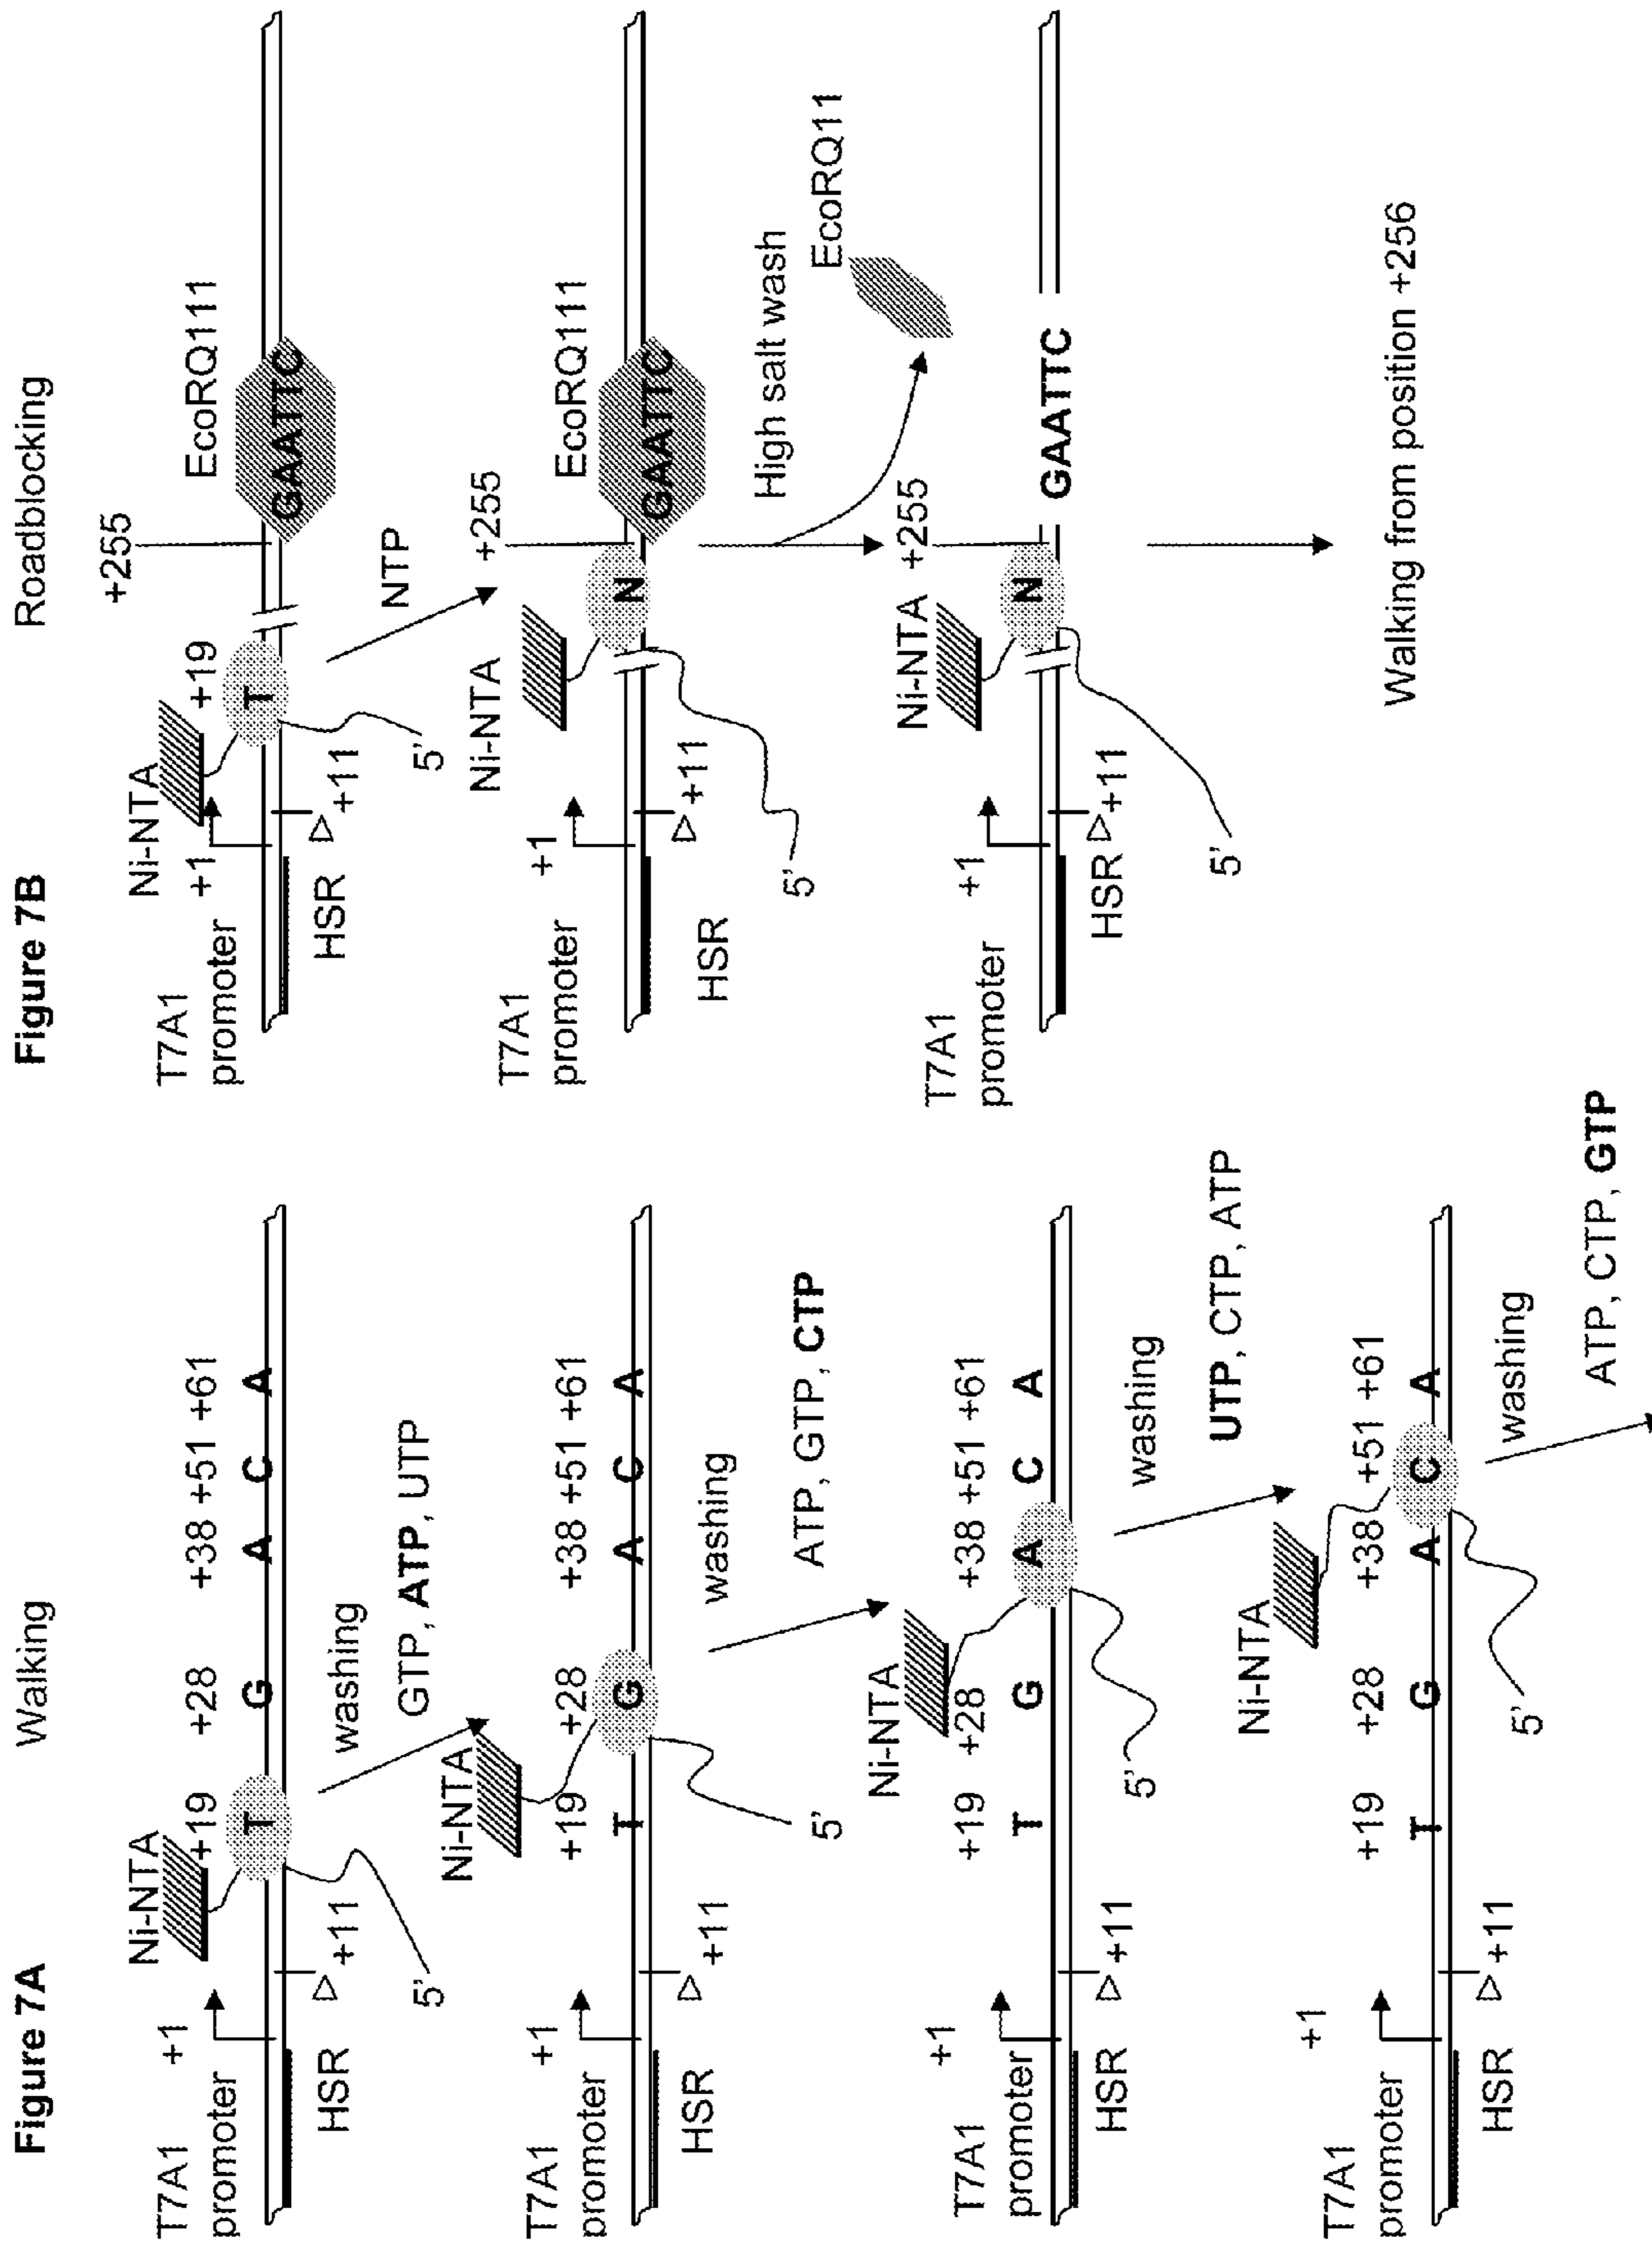 Figure 7A
Walking
T7A1
promoter
+1
Ni-NTA
+19 +28 +38 +51 +61
T G A C A
HSR
+11
5'
washing
GTP, ATP, UTP
T7A1
promoter
+1
Ni-NTA
+19 +28 +38 +51 +61
T G A C A
HSR
+11
5'
washing
ATP, GTP, CTP
T7A1
promoter
+1
Ni-NTA
+19 +28 +38 +51 +61
T G A C A
HSR
+11
5'
washing
UTP, CTP, ATP
T7A1
promoter
+1
Ni-NTA
+19 +28 +38 +51 +61
T G A C A
HSR
+11
5'
washing
ATP, CTP, GTP
Figure 7B
Roadblocking
T7A1
promoter
+1
Ni-NTA
+19
+255
EcoRQ111
T
GAATTC
HSR
+11
5'
NTP
T7A1
promoter
+1
Ni-NTA
+255
EcoRQ111
N
GAATTC
HSR
+11
5'
High salt wash
EcoRQ11
T7A1
promoter
+1
Ni-NTA
+255
N
GAATTC
HSR
+11
5'
Walking from position +256